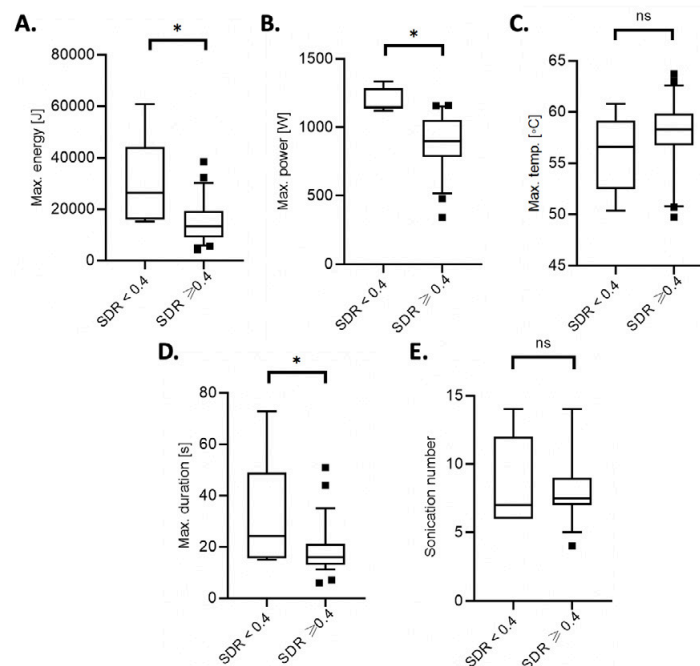 A.
*
80000
60000
40000
20000
0
Max. energy [J]
SDR < 0.4
SDR ⩾0.4
B.
*
1500
1000
500
0
Max. power [W]
SDR < 0.4
SDR ⩾ 0.4
C.
ns
65
60
55
50
45
Max. temp. [◦C]
SDR < 0.4
SDR ⩾0.4
D.
*
80
60
40
20
0
Max. duration [s]
SDR < 0.4
SDR ⩾0.4
E.
ns
15
10
5
0
Sonication number
SDR < 0.4
SDR ⩾ 0.4